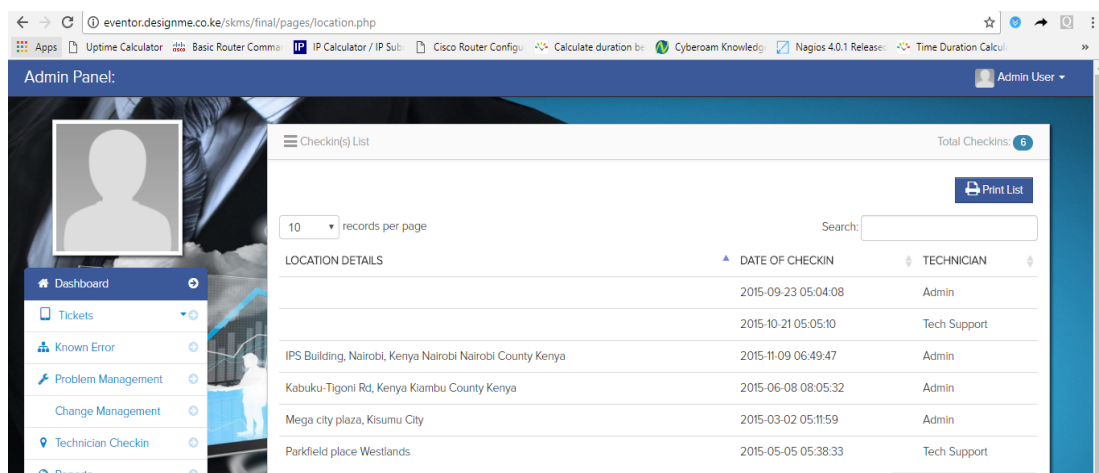 eventor.designme.co.ke/skms/final/pages/location.php
Apps Uptime Calculator Basic Router Comma IP IP Calculator / IP Sub Cisco Router Configu Calculate duration be Cyberoam Knowledg Nagios 4.0.1 Released Time Duration Calcul »
Admin Panel: Admin User
Checkin(s) List Total Checkins: 6
Print List
10 records per page Search:
LOCATION DETAILS DATE OF CHECKIN TECHNICIAN
2015-09-23 05:04:08 Admin
2015-10-21 05:05:10 Tech Support
IPS Building, Nairobi, Kenya Nairobi Nairobi County Kenya 2015-11-09 06:49:47 Admin
Kabuku-Tigoni Rd, Kenya Kiambu County Kenya 2015-06-08 08:05:32 Admin
Mega city plaza, Kisumu City 2015-03-02 05:11:59 Admin
Parkfield place Westlands 2015-05-05 05:38:33 Tech Support
Dashboard
Tickets
Known Error
Problem Management
Change Management
Technician Checkin
Reports